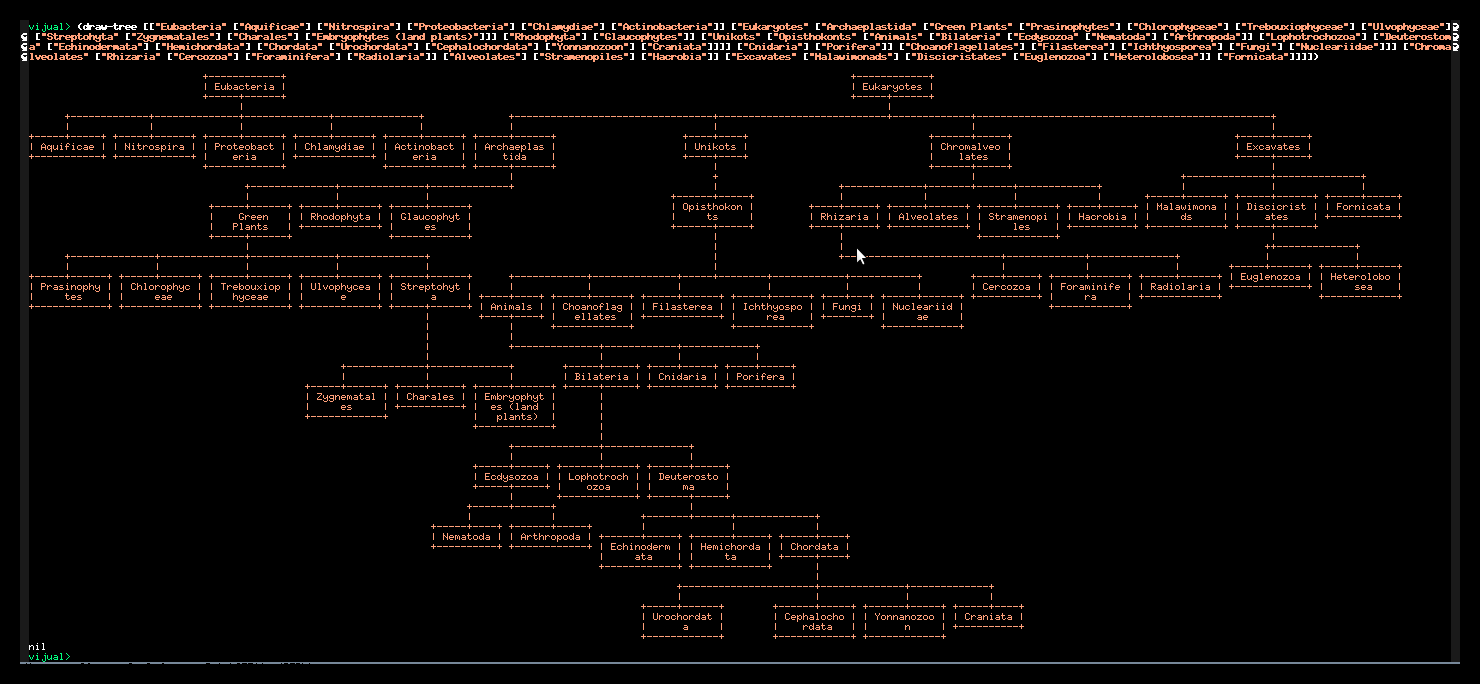 vijual> (draw-tree [["Eubacteria" ["Aquificae"] ["Nitrospira"] ["Proteobacteria"] ["Chlamydiae"] ["Actinobacteria"]] ["Eukaryotes" ["Archaeplastida" ["Green Plants" ["Prasinophytes"] ["Chlorophyceae"] ["Trebouxiophyceae"] ["Ulvophyceae"]
["Streptohyta" ["Zygnematales"] ["Charales"] ["Embryophytes (land plants)"]]] ["Rhodophyta"] ["Glaucophytes"]] ["Unikots" ["Opisthokonts" ["Animals" ["Bilateria" ["Ecdysozoa" ["Nematoda"] ["Arthropoda"]] ["Lophotrochozoa"] ["Deuterostom
a" ["Echinodermata"] ["Hemichordata"] ["Chordata" ["Urochordata"] ["Cephalochordata"] ["Yonnanozoon"] ["Craniata"]]]] ["Cnidaria"] ["Porifera"]] ["Choanoflagellates"] ["Filasterea"] ["Ichthyosporea"] ["Fungi"] ["Nucleariidae"]]] ["Chroma
lveolates" ["Rhizaria" ["Cercozoa"] ["Foraminifera"] ["Radiolaria"]] ["Alveolates"] ["Stramenopiles"] ["Hacrobia"]] ["Excavates" ["Malawimonads"] ["Discicristates" ["Euglenozoa"] ["Heterolobosea"]] ["Fornicata"]]]])
Eubacteria Eukaryotes
Aquificae Nitrospira Proteobact Chlamydiae Actinobact Archaeplas Unikots Chromalveo Excavates
eria eria tida lates
Opisthokon Malawimona Discicrist Fornicata
Green Rhodophyta Glaucophyt ts Rhizaria Alveolates Stramenopi Hacrobia ds ates
Plants es les
Euglenozoa Heterolobo
Prasinophy Chlorophyc Trebouxiop Ulvophycea Streptohyt Cercozoa Foraminife Radiolaria sea
tes eae hyceae e a ra
Animals Choanoflag Filasterea Ichthyospo Fungi Nucleariid
ellates rea ae
Bilateria Cnidaria Porifera
Zygnematal Charales Embryophyt
es es (land
plants)
Ecdysozoa Lophotroch Deuterosto
ozoa ma
Nematoda Arthropoda
Echinoderm Hemichorda Chordata
ata ta
Urochordat Cephalocho Yonnanozoo Craniata
a rdata n
nil
vijual>